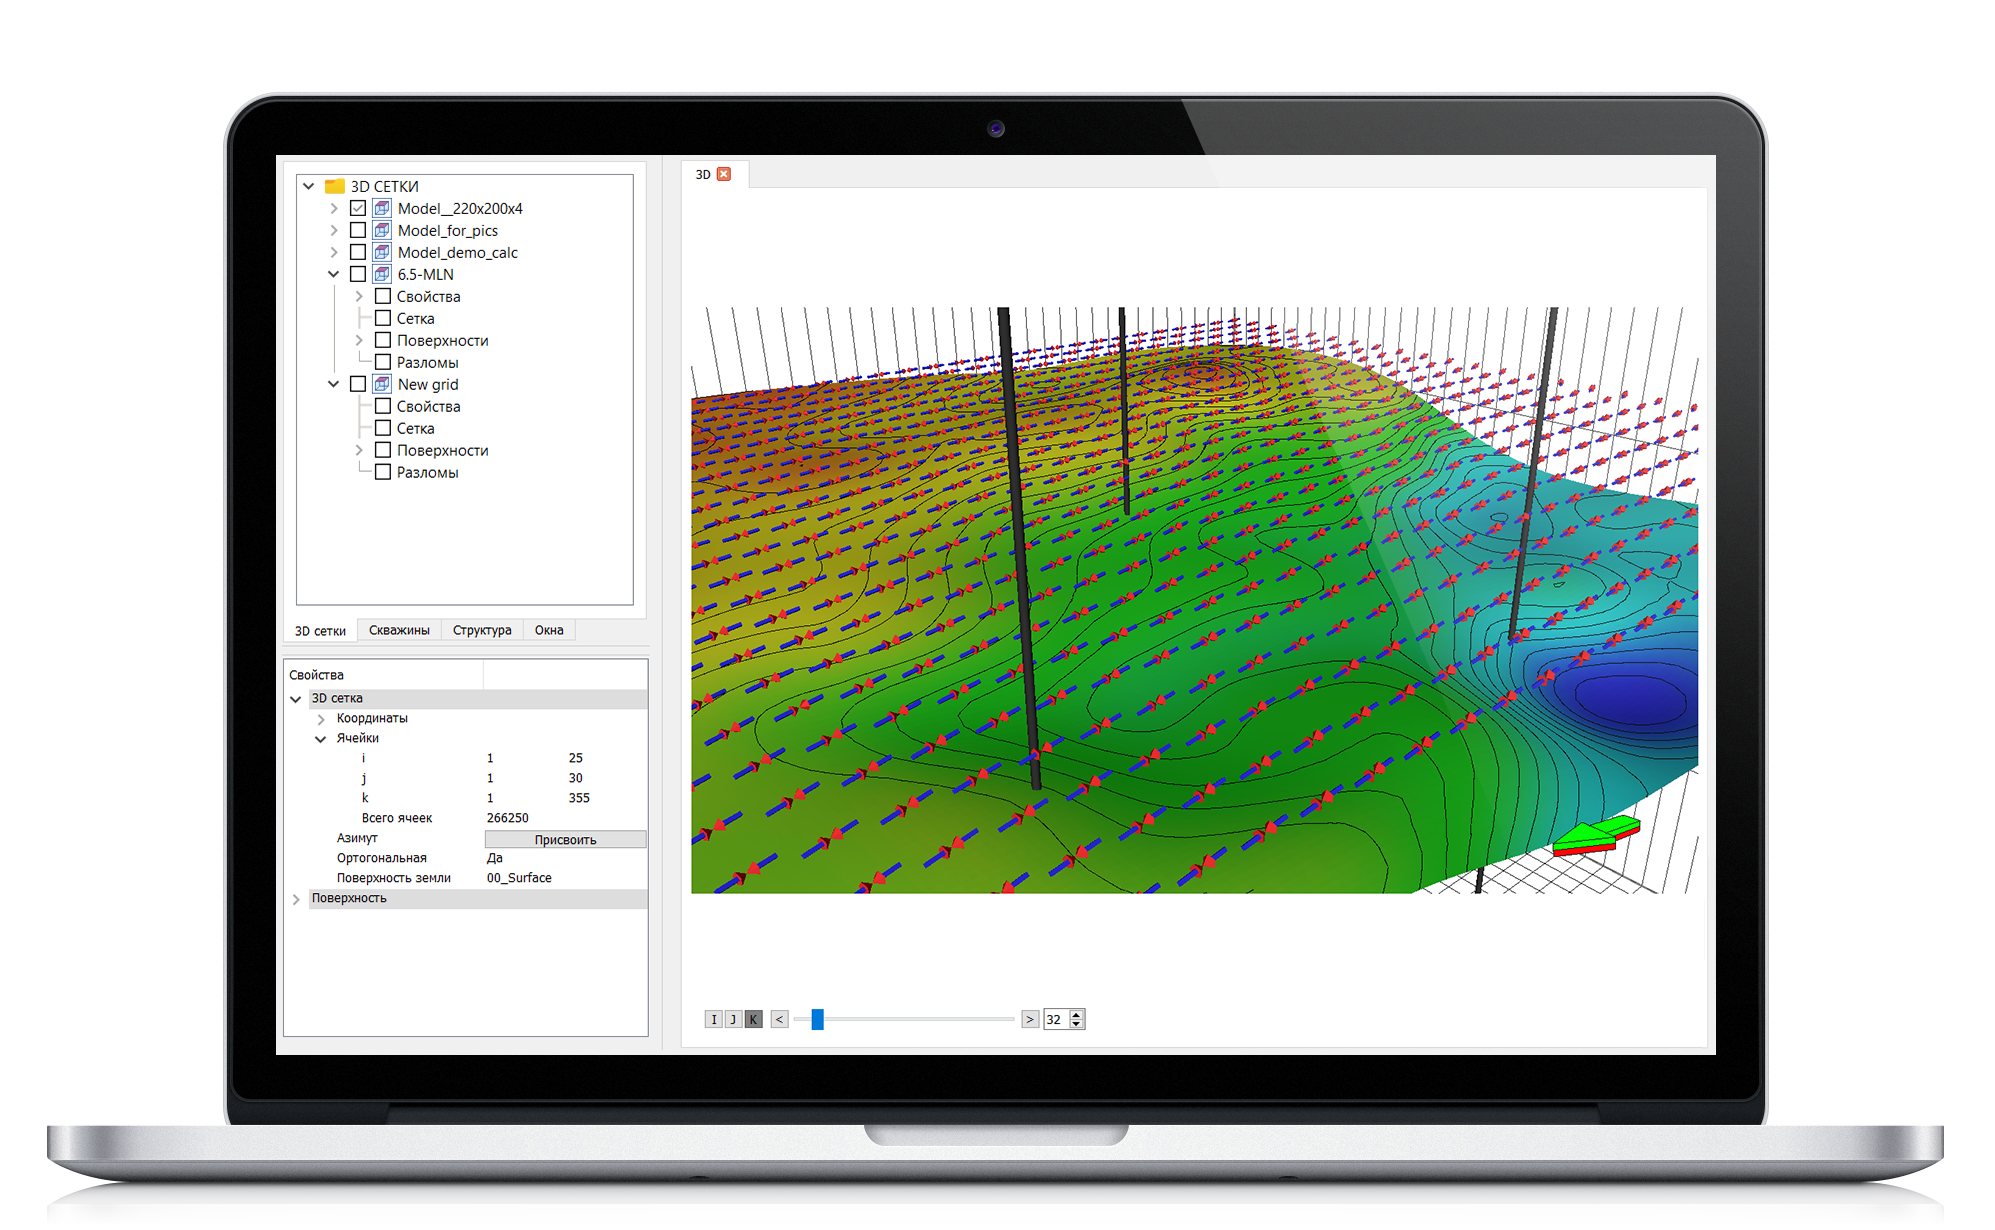 3D СЕТКИ
Model__220x200x4
Model_for_pics
Model_demo_calc
6.5-MLN
Свойства
Сетка
Поверхности
Разломы
New grid
Свойства
Сетка
Поверхности
Разломы
3D сетки Скважины Структура Окна
Свойства
3D сетка
Координаты
Ячейки
i 1 25
j 1 30
k 1 355
Всего ячеек 266250
Азимут Присвоить
Ортогональная Да
Поверхность земли 00_Surface
Поверхность
3D
I J K < > 32